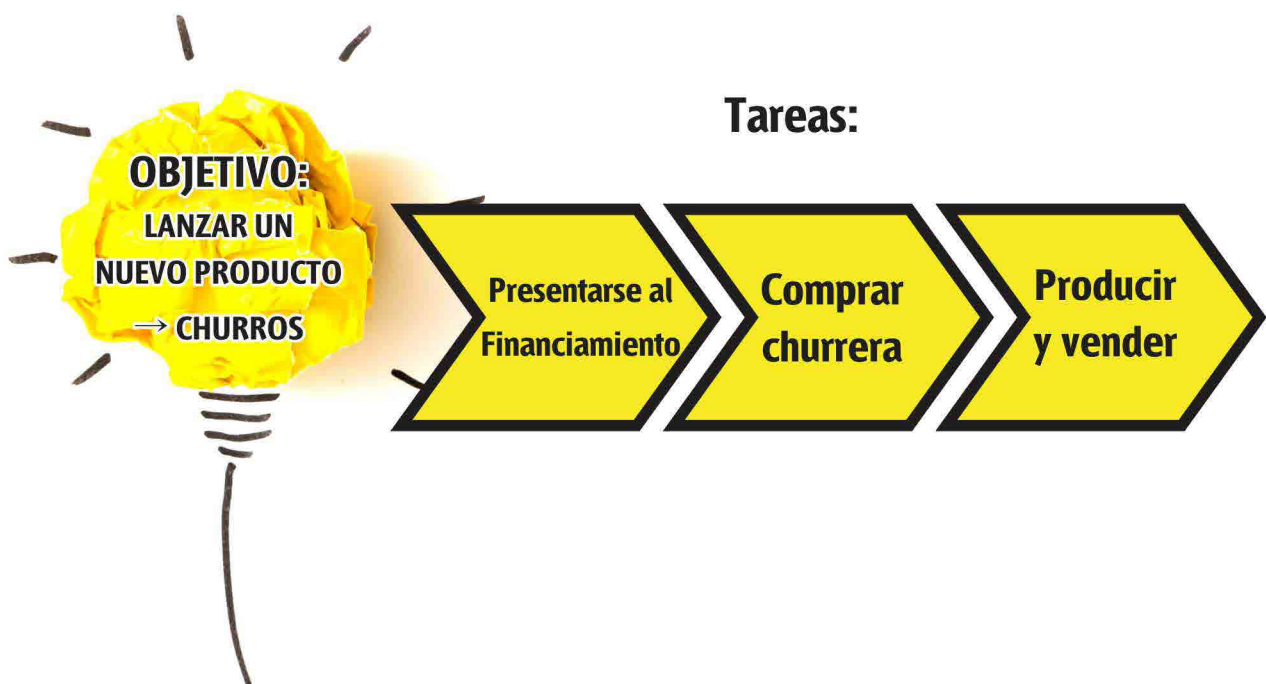 OBJETIVO:
LANZAR UN
NUEVO PRODUCTO
→ CHURROS
Tareas:
Presentarse al
Financiamiento
Comprar
churrera
Producir
y vender